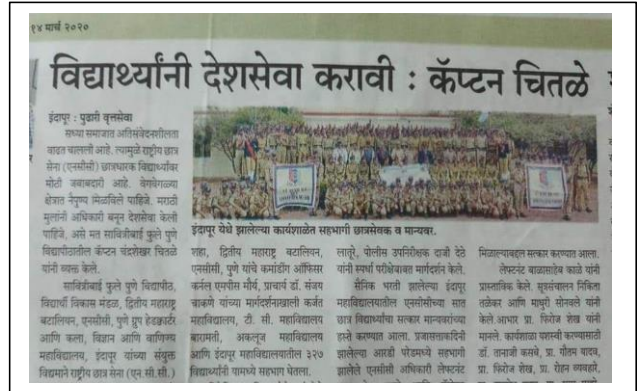 १४ मार्च २०२०
विद्यार्थ्यांनी देशसेवा करावी : कॅप्टन चितळे
इंदापूर : पुढारी वृत्तसेवा
सध्या समाजात अतिसंवेदनशीलता
वाढत चालली आहे. त्यामुळे राष्ट्रीय छात्र
सेना (एनसीसी) छात्रधारक विद्यार्थ्यांवर
मोठी जबाबदारी आहे. वेगवेगळ्या
क्षेत्रात नैपुण्य मिळविले पाहिजे. मराठी
मुलांनी अधिकारी बनून देशसेवा केली
पाहिजे, असे मत सावित्रीबाई फुले पुणे
विद्यापीठातील कॅप्टन चंद्रशेखर चितळे
यांनी व्यक्त केले.
सावित्रीबाई फुले पुणे विद्यापीठ,
विद्यार्थी विकास मंडळ, द्वितीय महाराष्ट्र
बटालियन, एनसीसी, पुणे ग्रुप हेडक्वार्टर
आणि कला, विज्ञान आणि वाणिज्य
महाविद्यालय, इंदापूर यांच्या संयुक्त
विद्यमाने राष्ट्रीय छात्र सेना (एन सी.सी.)
इंदापूर येथे झालेल्या कार्यशाळेत सहभागी छात्रसेवक व मान्यवर.
शहा, द्वितीय महाराष्ट्र बटालियन,
एनसीसी, पुणे यांचे कमांडींग ऑफिसर
कर्नल एमपीस मौर्य, प्राचार्य डॉ. संजय
चाकणे यांच्या मार्गदर्शनाखाली कर्जत
महाविद्यालय, टी. सी. महाविद्यालय
बारामती, अकलूज महाविद्यालय
आणि इंदापूर महाविद्यालयातील ३२७
विद्यार्थ्यांनी यामध्ये सहभाग घेतला.
लातूरे, पोलीस उपनिरीक्षक दाजी देठे
यांनी स्पर्धा परीक्षेबाबत मार्गदर्शन केले.
सैनिक भरती झालेल्या इंदापूर
महाविद्यालयातील एनसीसीच्या सात
छात्र विद्यार्थ्यांचा सत्कार मान्यवरांच्या
हस्ते करण्यात आला. प्रजासत्ताकदिनी
झालेल्या आरडी परेडमध्ये सहभागी
झालेले एनसीसी अधिकारी लेफ्टनंट
मिळाल्याबद्दल सत्कार करण्यात आला.
लेफ्टनंट बाळासाहेब काळे यांनी
प्रास्ताविक केले. सूत्रसंचालन निकिता
तळेकर आणि माधुरी सोनवले यांनी
केले आभार प्रा. फिरोज शेख यांनी
मानले. कार्यशाळा यशस्वी करण्यासाठी
डॉ. तानाजी कसबे, प्रा. गौतम यादव,
प्रा. फिरोज शेख, प्रा. रोहन व्यवहारे,